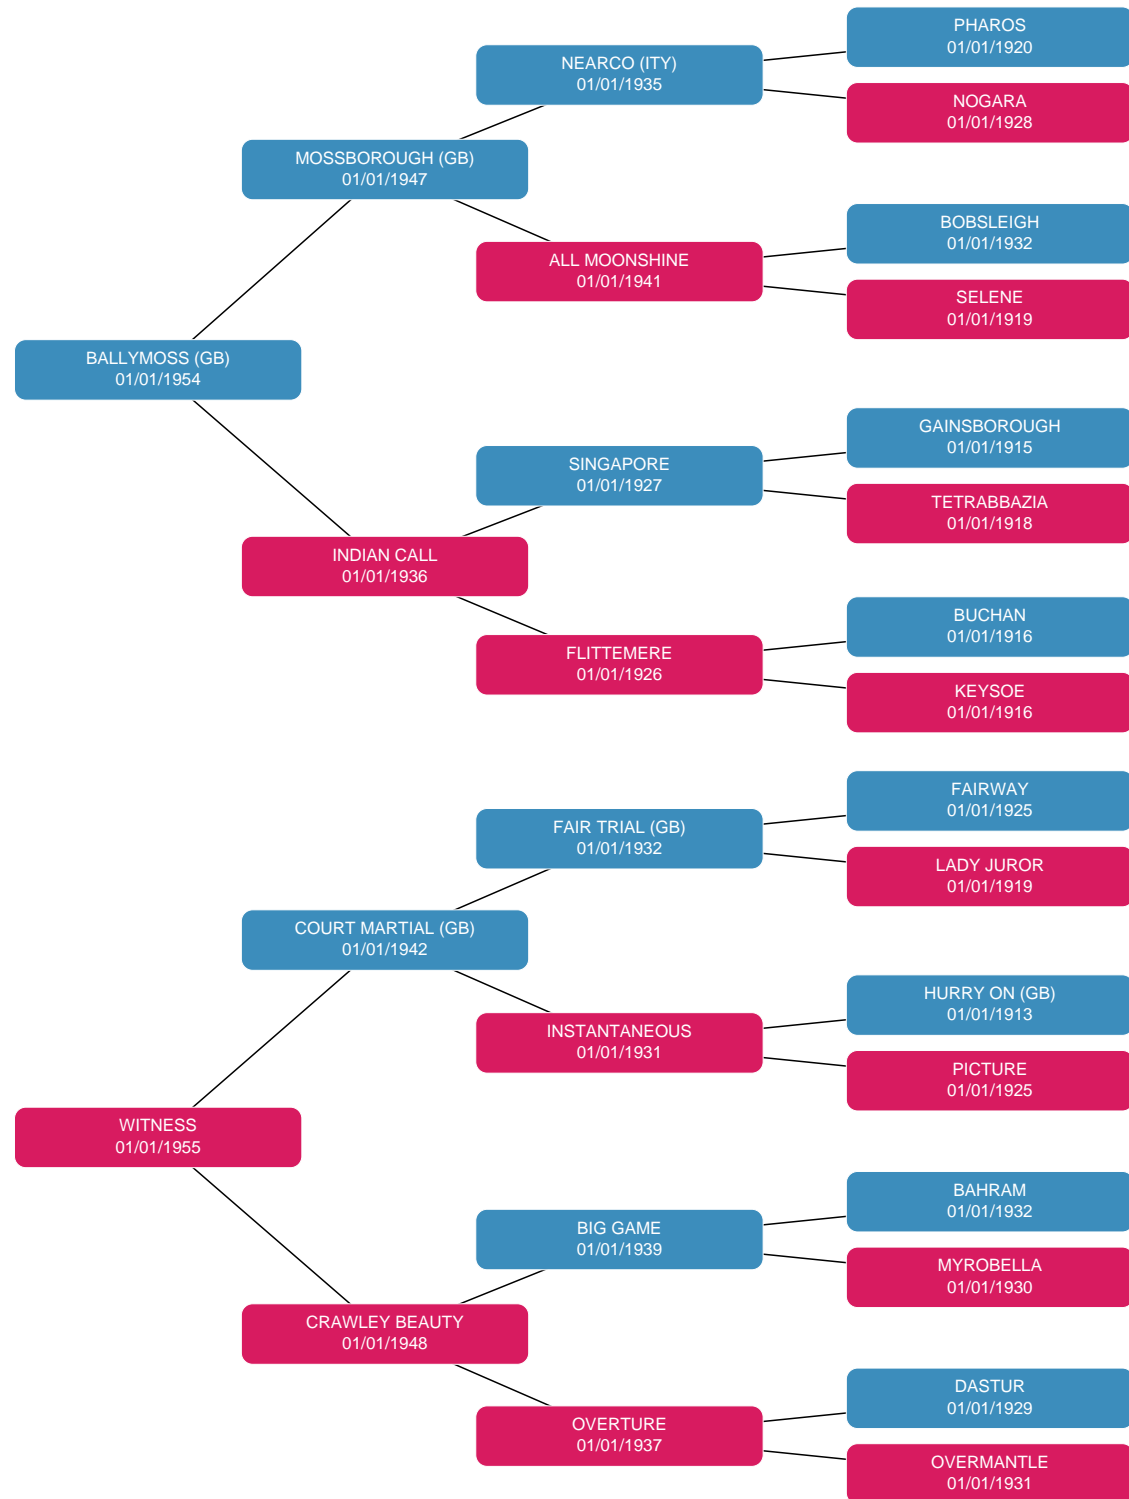 PHAROS
01/01/1920
NEARCO (ITY)
01/01/1935
NOGARA
01/01/1928
MOSSBOROUGH (GB)
01/01/1947
BOBSLEIGH
01/01/1932
ALL MOONSHINE
01/01/1941
SELENE
01/01/1919
BALLYMOSS (GB)
01/01/1954
GAINSBOROUGH
01/01/1915
SINGAPORE
01/01/1927
TETRABBAZIA
01/01/1918
INDIAN CALL
01/01/1936
BUCHAN
01/01/1916
FLITTEMERE
01/01/1926
KEYSOE
01/01/1916
FAIRWAY
01/01/1925
FAIR TRIAL (GB)
01/01/1932
LADY JUROR
01/01/1919
COURT MARTIAL (GB)
01/01/1942
HURRY ON (GB)
01/01/1913
INSTANTANEOUS
01/01/1931
PICTURE
01/01/1925
WITNESS
01/01/1955
BAHRAM
01/01/1932
BIG GAME
01/01/1939
MYROBELLA
01/01/1930
CRAWLEY BEAUTY
01/01/1948
DASTUR
01/01/1929
OVERTURE
01/01/1937
OVERMANTLE
01/01/1931